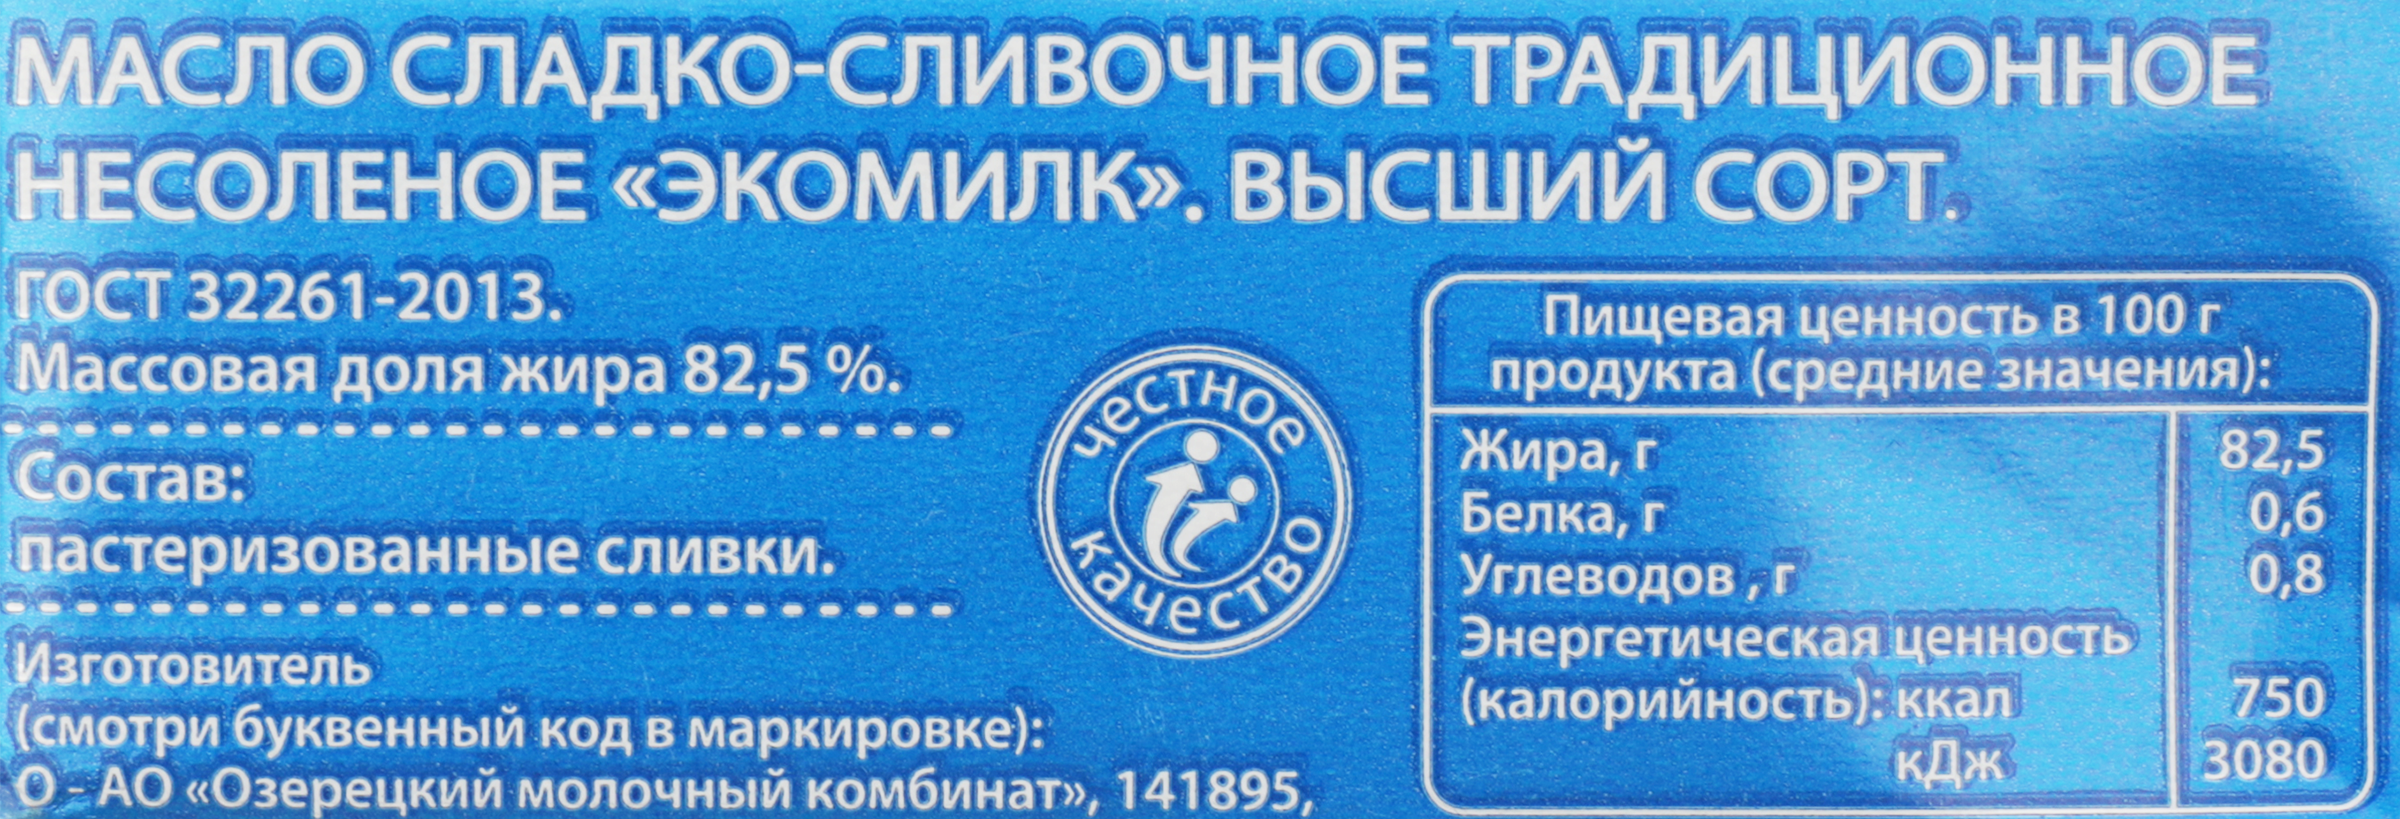 МАСЛО СЛАДКО-СЛИВОЧНОЕ ТРАДИЦИОННОЕ
НЕСОЛЕНОЕ «ЭКОМИЛК». ВЫСШИЙ СОРТ.
ГОСТ 32261-2013.
Массовая доля жира 82,5 %.
Состав:
пастеризованные сливки.
Изготовитель
(смотри буквенный код в маркировке):
О - АО «Озерецкий молочный комбинат», 141895,
честное
качество
Пищевая ценность в 100 г
продукта (средние значения):
Жира, г 82,5
Белка, г 0,6
Углеводов , г 0,8
Энергетическая ценность
(калорийность): ккал 750
кДж 3080